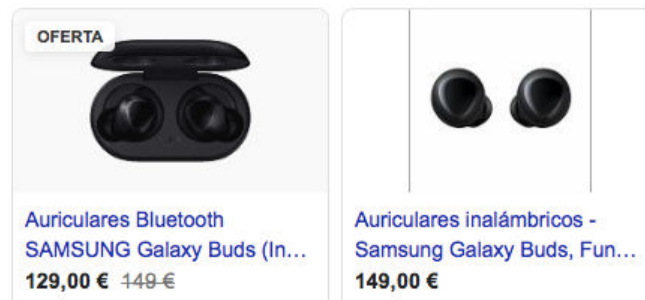 OFERTA
Auriculares Bluetooth
SAMSUNG Galaxy Buds (In...
129,00 € 149 €
Auriculares inalámbricos -
Samsung Galaxy Buds, Fun...
149,00 €